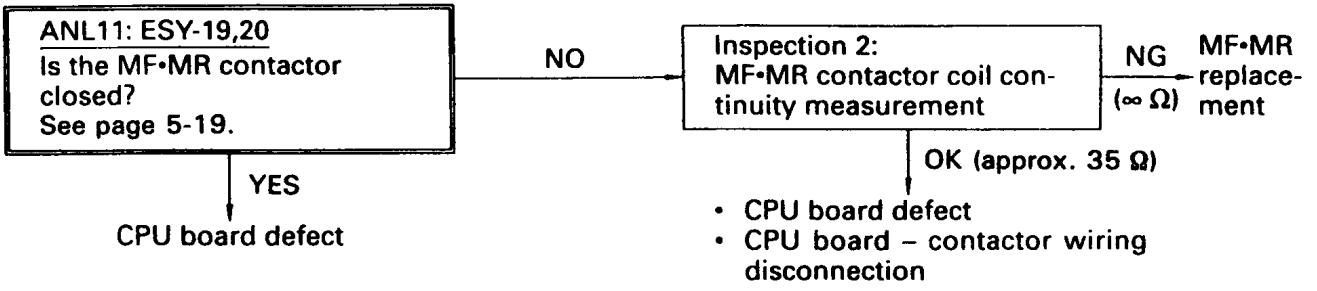 ANL11: ESY-19,20
Is the MF•MR contactor
closed?
See page 5-19.
NO
Inspection 2:
MF•MR contactor coil con-
tinuity measurement
NG
(∞ Ω)
MF•MR
replace-
ment
YES
CPU board defect
OK (approx. 35 Ω)
• CPU board defect
• CPU board – contactor wiring
disconnection